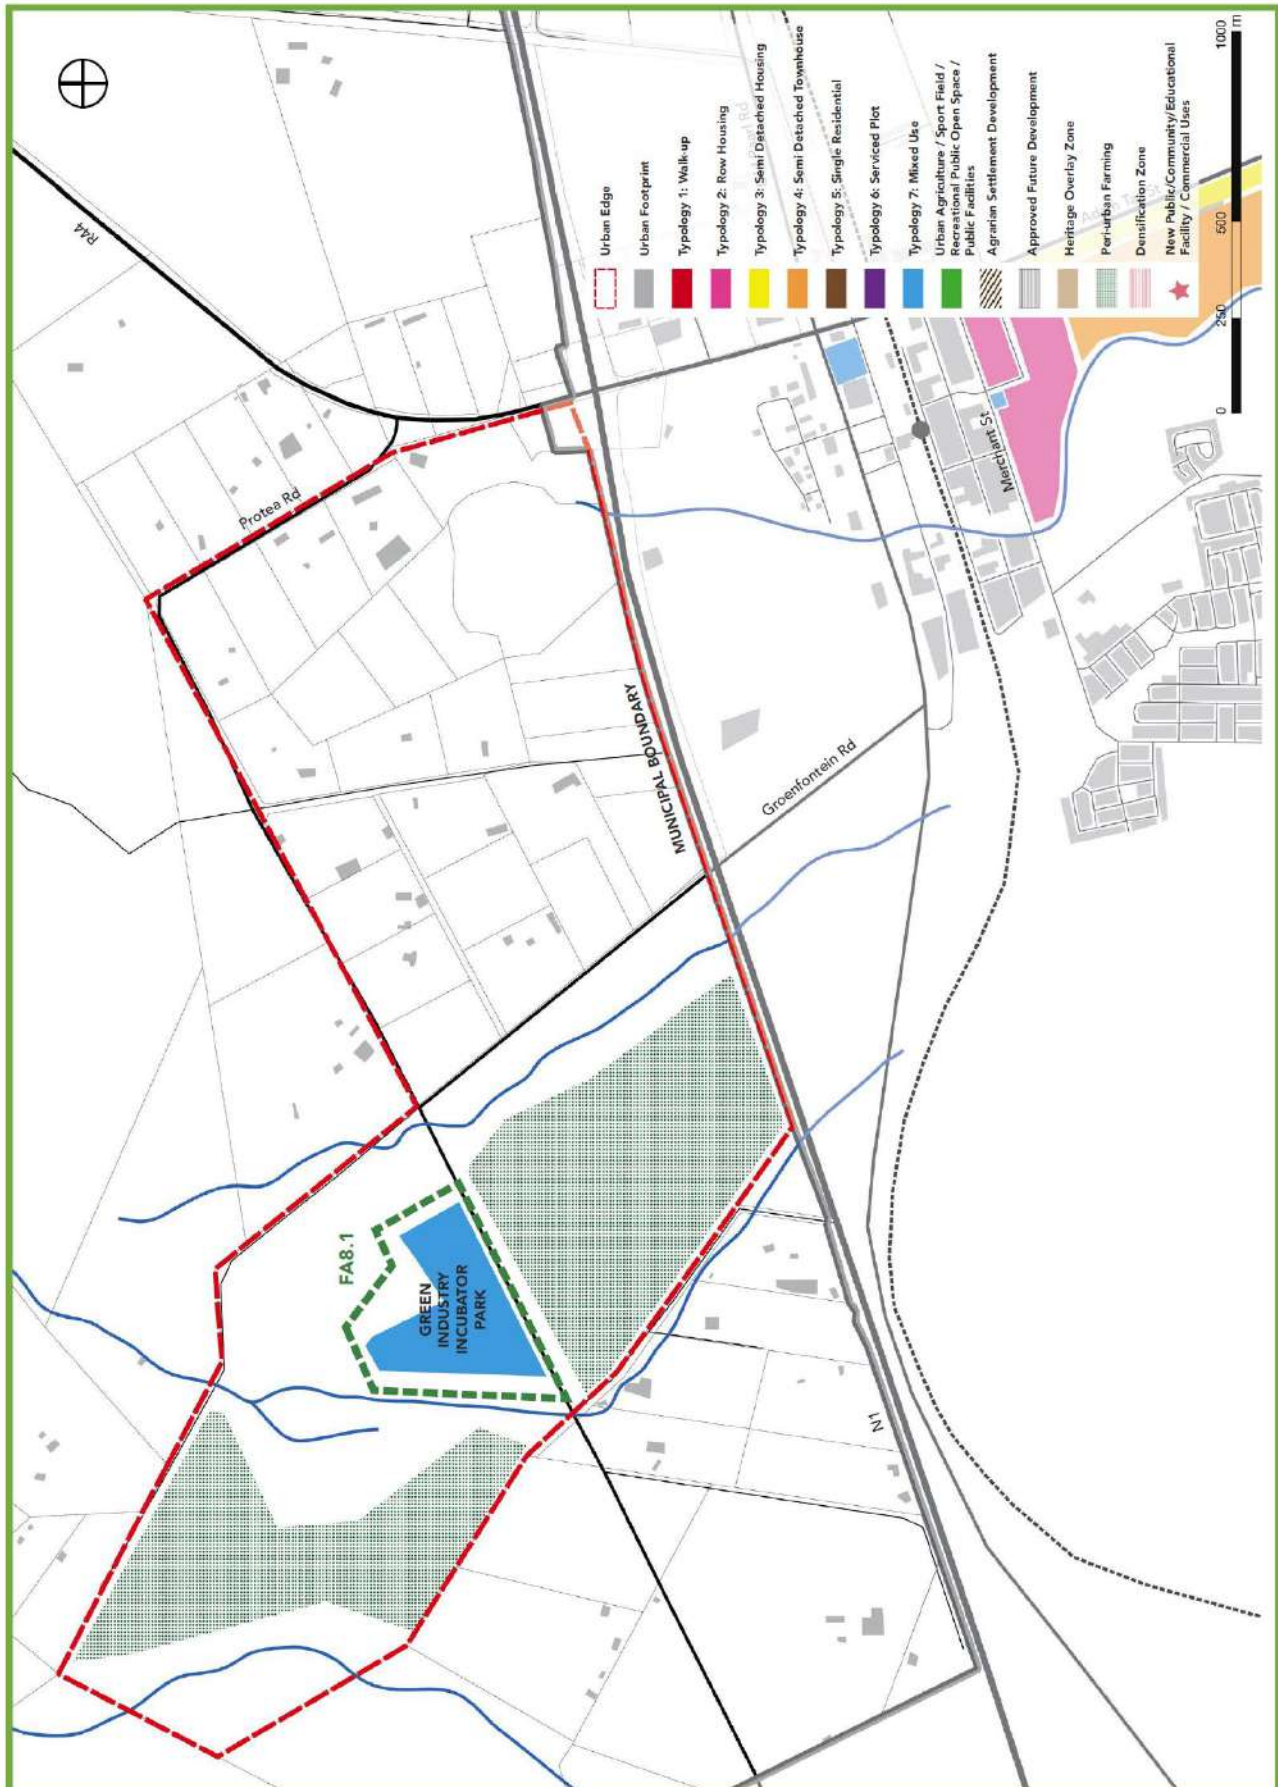 R44
Protea Rd
MUNICIPAL BOUNDARY
Groenfontein Rd
Merchant St
FA8.1
GREEN
INDUSTRY
INCUBATOR
PARK
N1
Urban Edge
Urban Footprint
Typology 1: Walk-up
Typology 2: Row Housing
Typology 3: Semi Detached Housing
Typology 4: Semi Detached Townhouse
Typology 5: Single Residential
Typology 6: Serviced Plot
Typology 7: Mixed Use
Urban Agriculture / Sport Field /
Recreational Public Open Space /
Public Facilities
Agrarian Settlement Development
Approved Future Development
Heritage Overlay Zone
Peri-urban Farming
Densification Zone
New Public/Community/Educational
Facility / Commercial Uses
0
250
500
1000
m